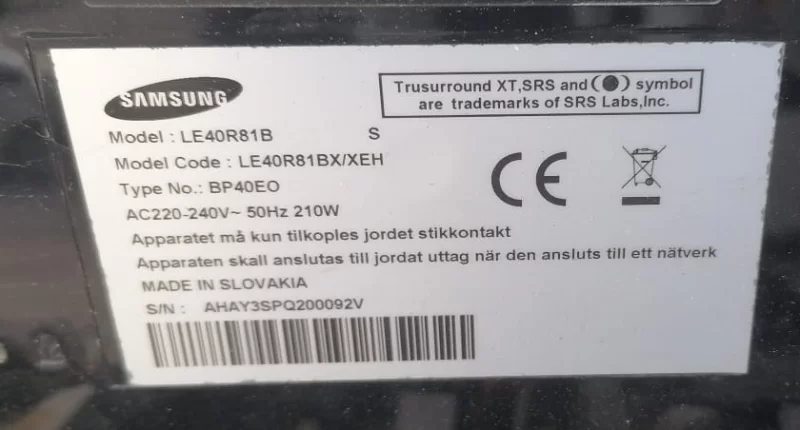 SAMSUNG
Trusurround XT,SRS and (●) symbol
are trademarks of SRS Labs,Inc.
Model : LE40R81B S
Model Code : LE40R81BX/XEH
Type No.: BP40EO
AC220-240V~ 50Hz 210W
Apparatet må kun tilkoples jordet stikkontakt
Apparaten skall anslutas till jordat uttag när den ansluts till ett nätverk
MADE IN SLOVAKIA
S/N : AHAY3SPQ200092V
CE